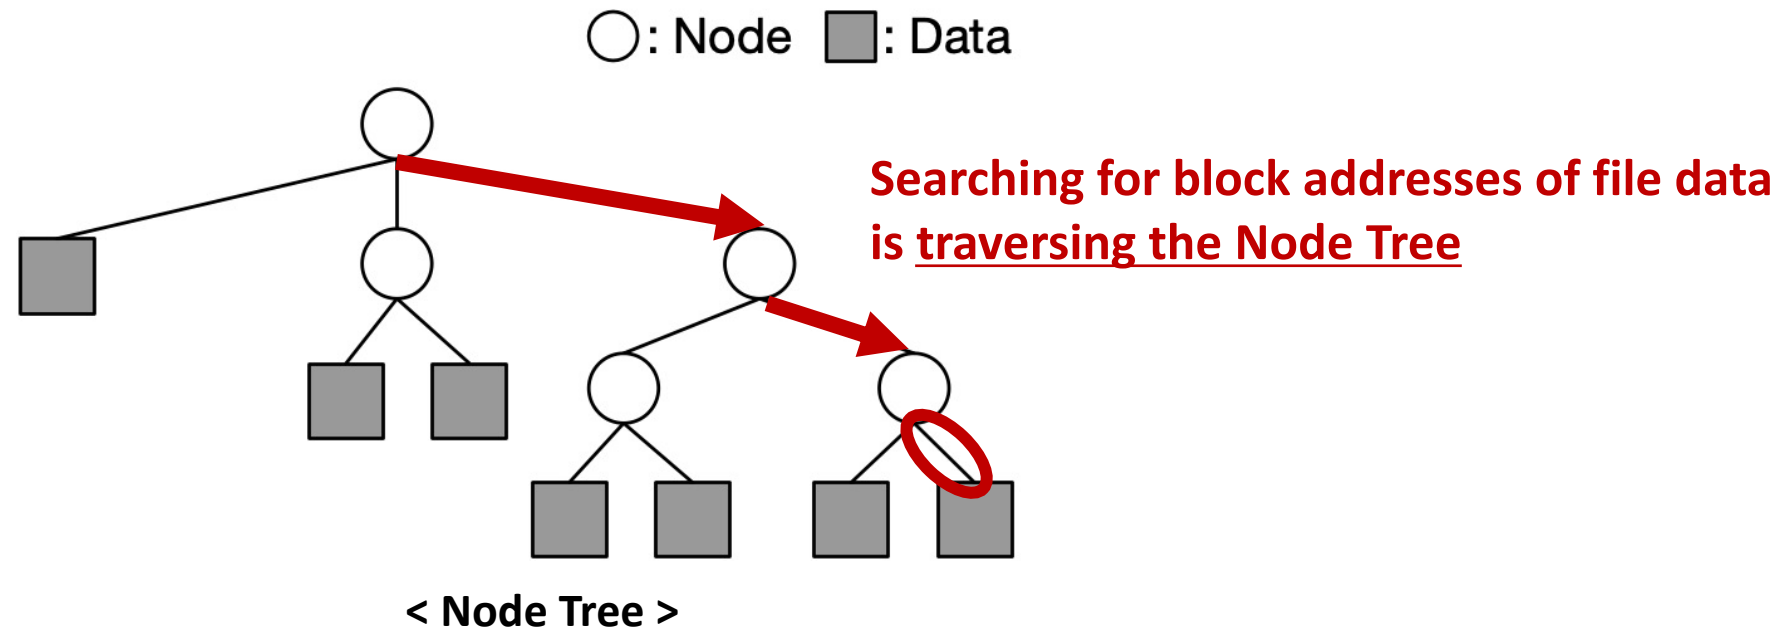 : Node : Data
Searching for block addresses of file data
is traversing the Node Tree
< Node Tree >